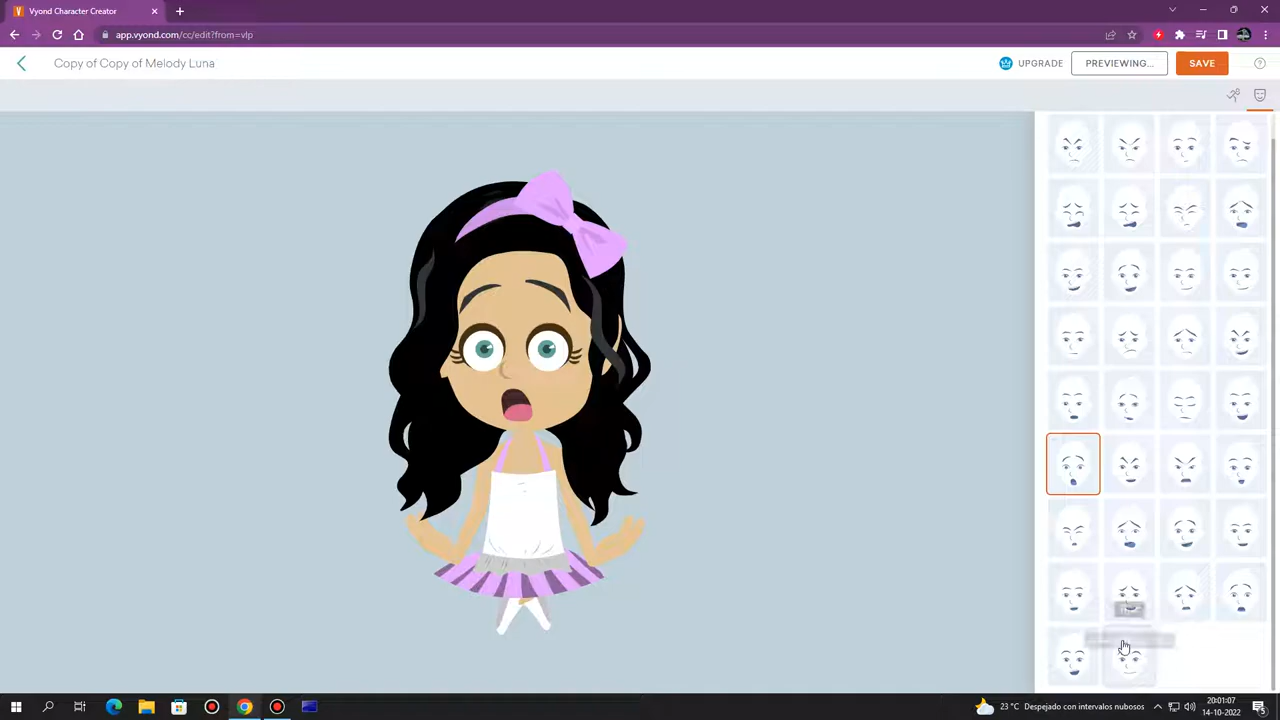 Vyond Character Creator
app.vyond.com/cc/edit?from=vlp
Copy of Copy of Melody Luna
UPGRADE
PREVIEWING...
SAVE
23 °C Despejado con intervalos nubosos
20:01:07
14-10-2022
5